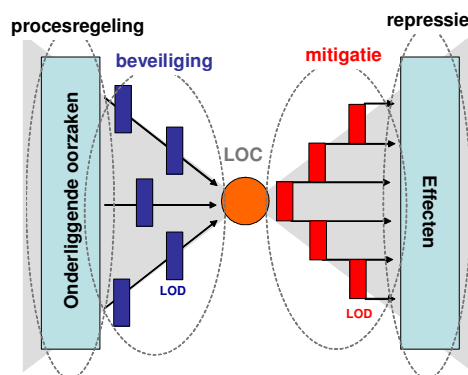 procesregeling
repressie
beveiliging
mitigatie
LOC
Onderliggende oorzaken
Effecten
LOD
LOD